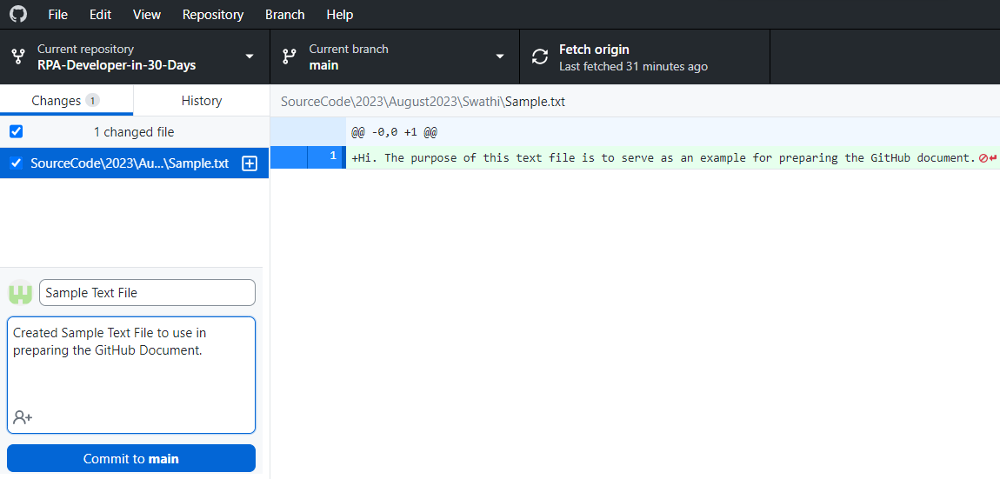 File Edit View Repository Branch Help
Current repository
RPA-Developer-in-30-Days
Current branch
main
Fetch origin
Last fetched 31 minutes ago
Changes 1
History
SourceCode\2023\August2023\Swathi\Sample.txt
1 changed file
@@ -0,0 +1 @@
SourceCode\2023\Au...\Sample.txt
1 +Hi. The purpose of this text file is to serve as an example for preparing the GitHub document.
Sample Text File
Created Sample Text File to use in
preparing the GitHub Document.
Commit to main